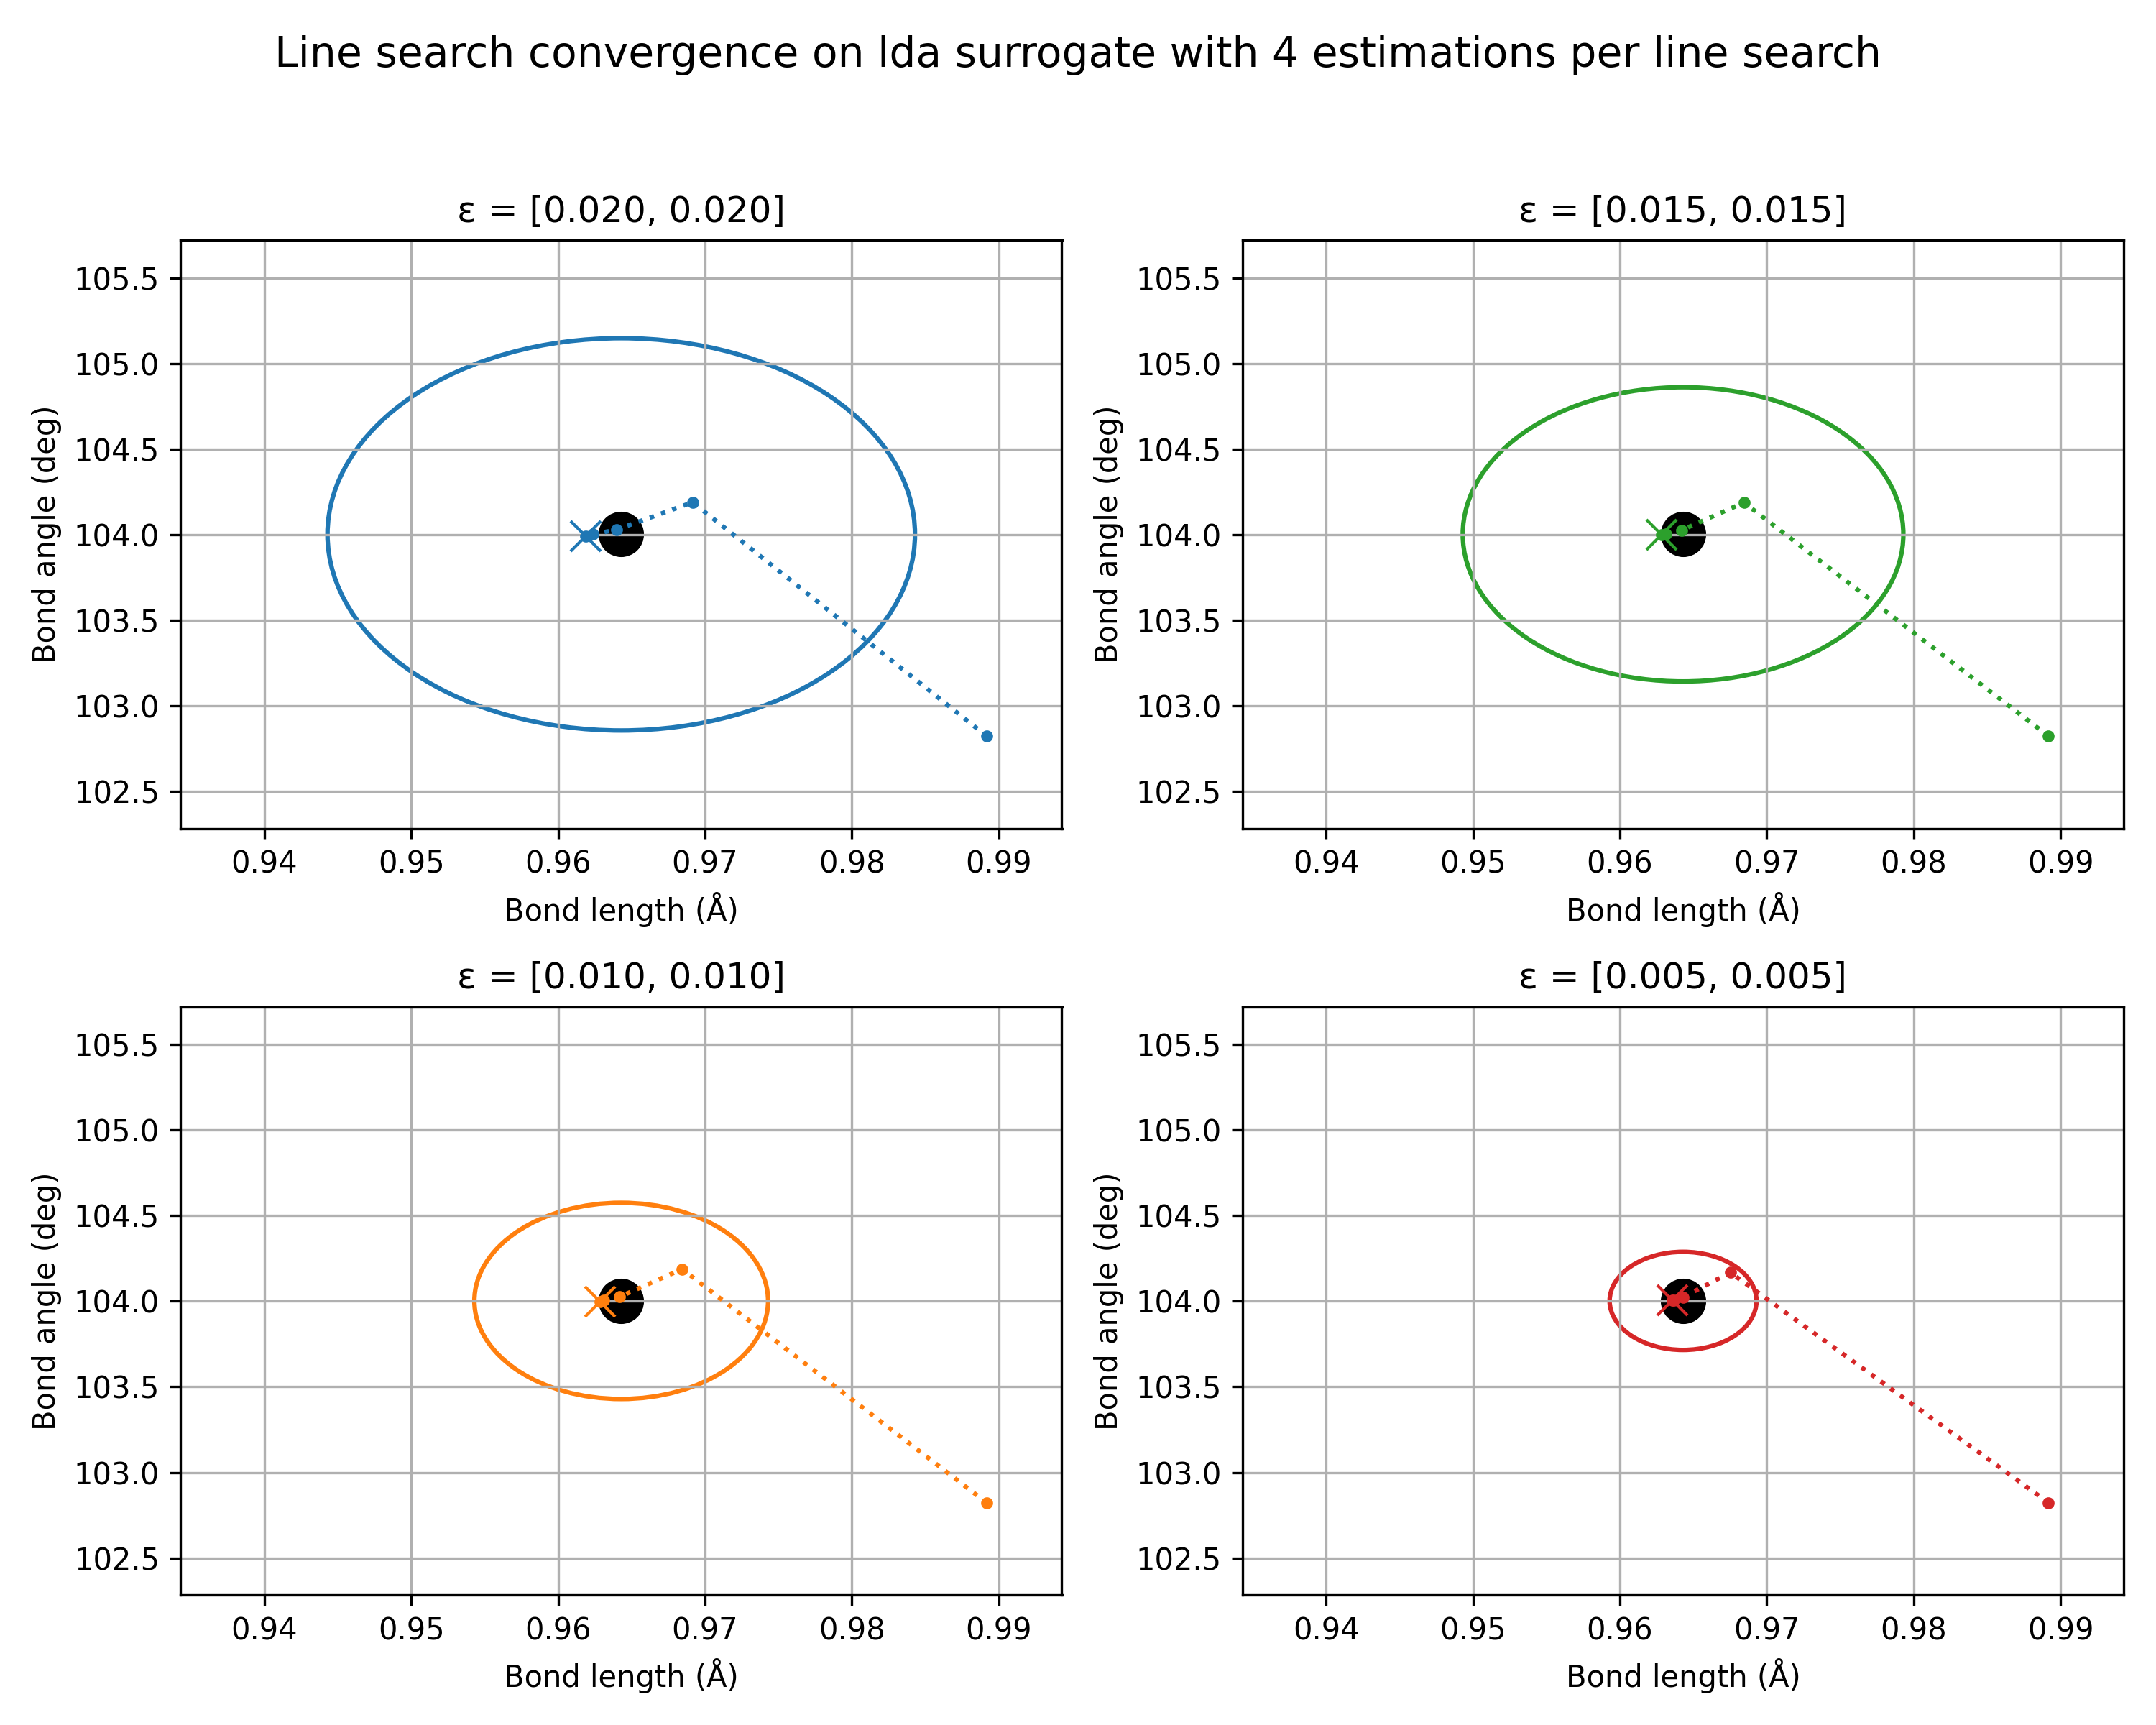 Line search convergence on lda surrogate with 4 estimations per line search
ε = [0.020, 0.020]
105.5
105.0
104.5
104.0
103.5
103.0
102.5
Bond angle (deg)
0.94 0.95 0.96 0.97 0.98 0.99
Bond length (Å)
ε = [0.015, 0.015]
105.5
105.0
104.5
104.0
103.5
103.0
102.5
Bond angle (deg)
0.94 0.95 0.96 0.97 0.98 0.99
Bond length (Å)
ε = [0.010, 0.010]
105.5
105.0
104.5
104.0
103.5
103.0
102.5
Bond angle (deg)
0.94 0.95 0.96 0.97 0.98 0.99
Bond length (Å)
ε = [0.005, 0.005]
105.5
105.0
104.5
104.0
103.5
103.0
102.5
Bond angle (deg)
0.94 0.95 0.96 0.97 0.98 0.99
Bond length (Å)